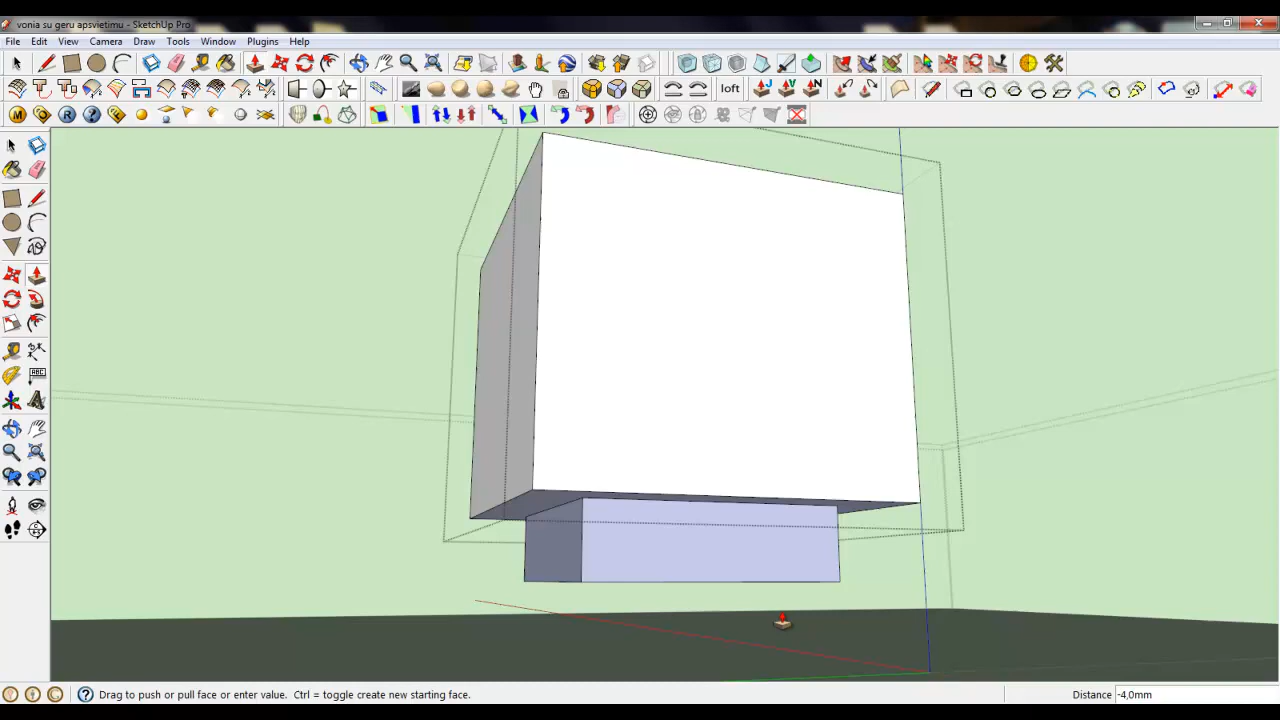 vonia su geru apsvietimu - SketchUp Pro
File Edit View Camera Draw Tools Window Plugins Help
loft J V N
M R ?
ABC
Drag to push or pull face or enter value. Ctrl = toggle create new starting face. Distance -4,0mm